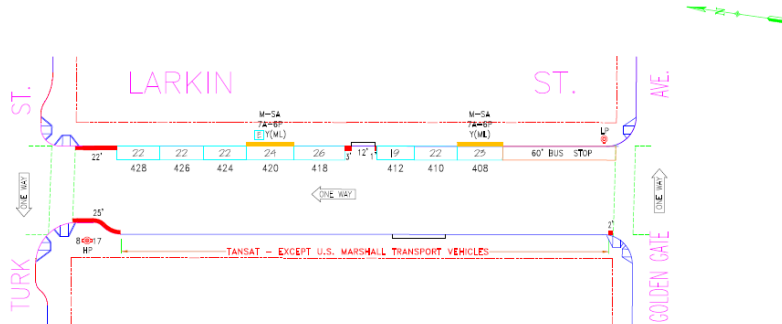 N
LARKIN ST.
ST.
AVE.
M-SA
7A-6P
E Y(ML)
M-SA
7A-6P
Y(ML)
LP
22' 22 22 22 24 26 3' 12' 1' 19 22 23 60' BUS STOP
428 426 424 420 418 412 410 408
ONE WAY
ONE WAY
ONE WAY
25'
2'
8 17
HP
TANSAT - EXCEPT U.S. MARSHALL TRANSPORT VEHICLES
TURK
GOLDEN GATE